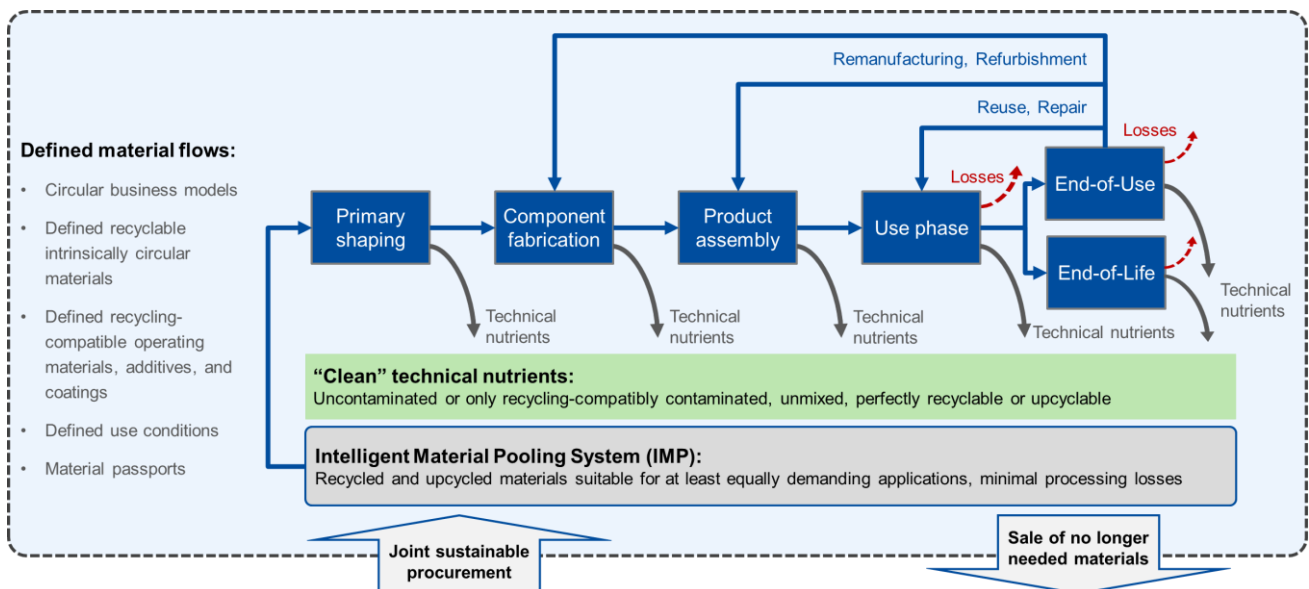 Remanufacturing, Refurbishment
Reuse, Repair
Losses
Losses
Defined material flows:
• Circular business models
• Defined recyclable
intrinsically circular
materials
• Defined recycling-
compatible operating
materials, additives, and
coatings
• Defined use conditions
• Material passports
Primary
shaping
Component
fabrication
Product
assembly
Use phase
End-of-Use
End-of-Life
Technical
nutrients
Technical
nutrients
Technical
nutrients
Technical nutrients
Technical
nutrients
“Clean” technical nutrients:
Uncontaminated or only recycling-compatibly contaminated, unmixed, perfectly recyclable or upcyclable
Intelligent Material Pooling System (IMP):
Recycled and upcycled materials suitable for at least equally demanding applications, minimal processing losses
Joint sustainable
procurement
Sale of no longer
needed materials